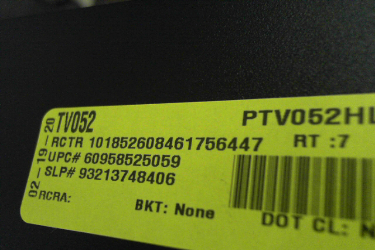 02-19-20
TV052
PTV052HL
RCTR 101852608461756447
RT :7
UPC# 60958525059
SLP# 93213748406
RCRA:
BKT: None
DOT CL: N